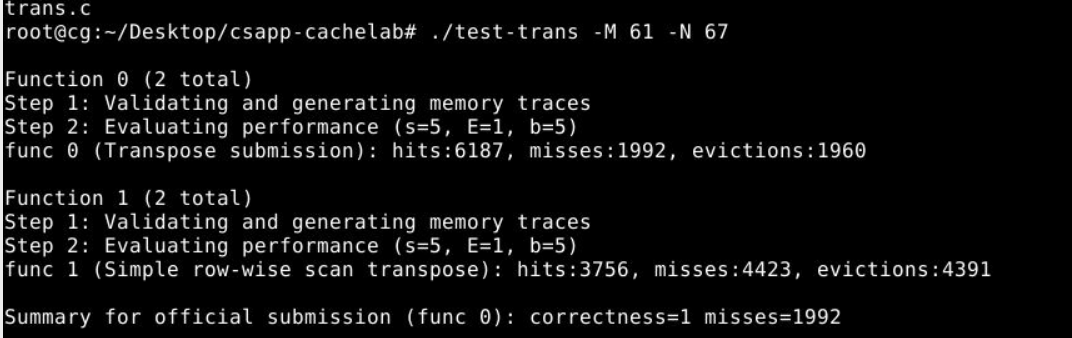 trans.c
root@cg:~/Desktop/csapp-cachelab# ./test-trans -M 61 -N 67
Function 0 (2 total)
Step 1: Validating and generating memory traces
Step 2: Evaluating performance (s=5, E=1, b=5)
func 0 (Transpose submission): hits:6187, misses:1992, evictions:1960
Function 1 (2 total)
Step 1: Validating and generating memory traces
Step 2: Evaluating performance (s=5, E=1, b=5)
func 1 (Simple row-wise scan transpose): hits:3756, misses:4423, evictions:4391
Summary for official submission (func 0): correctness=1 misses=1992